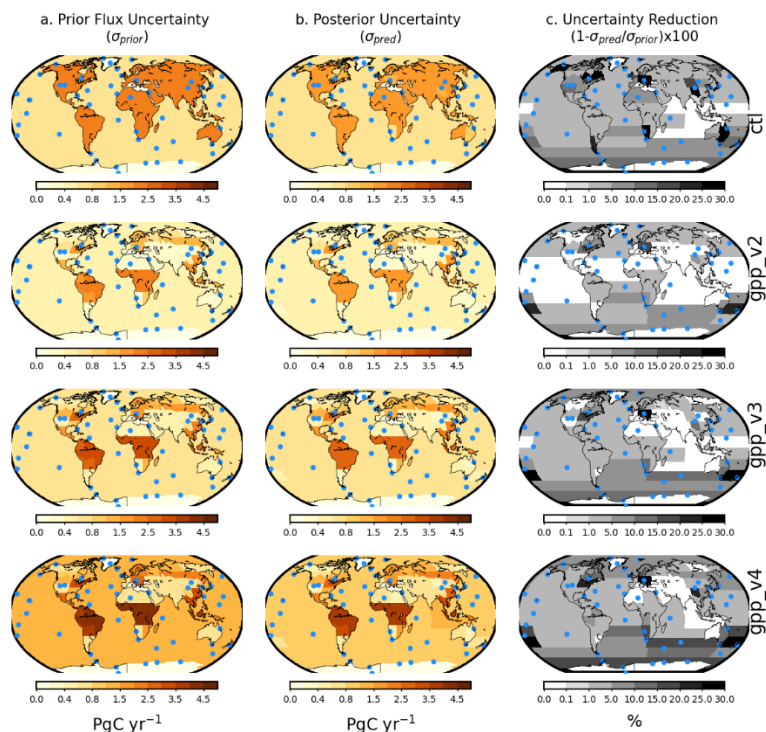 a. Prior Flux Uncertainty
(σprior)
b. Posterior Uncertainty
(σpred)
c. Uncertainty Reduction
(1-σpred/σprior)x100
ctl
0.0 0.4 0.8 1.6 2.5 3.5 4.5
0.0 0.4 0.8 1.6 2.5 3.5 4.5
0.0 0.1 1.0 5.0 10.0 15.0 20.0 25.0 30.0
gpp_v2
0.0 0.4 0.8 1.6 2.5 3.5 4.5
0.0 0.4 0.8 1.6 2.5 3.5 4.5
0.0 0.1 1.0 5.0 10.0 15.0 20.0 25.0 30.0
gpp_v3
0.0 0.4 0.8 1.6 2.5 3.5 4.5
0.0 0.4 0.8 1.6 2.5 3.5 4.5
0.0 0.1 1.0 5.0 10.0 15.0 20.0 25.0 30.0
gpp_v4
0.0 0.4 0.8 1.6 2.5 3.5 4.5
0.0 0.4 0.8 1.6 2.5 3.5 4.5
0.0 0.1 1.0 5.0 10.0 15.0 20.0 25.0 30.0
PgC yr⁻¹
PgC yr⁻¹
%